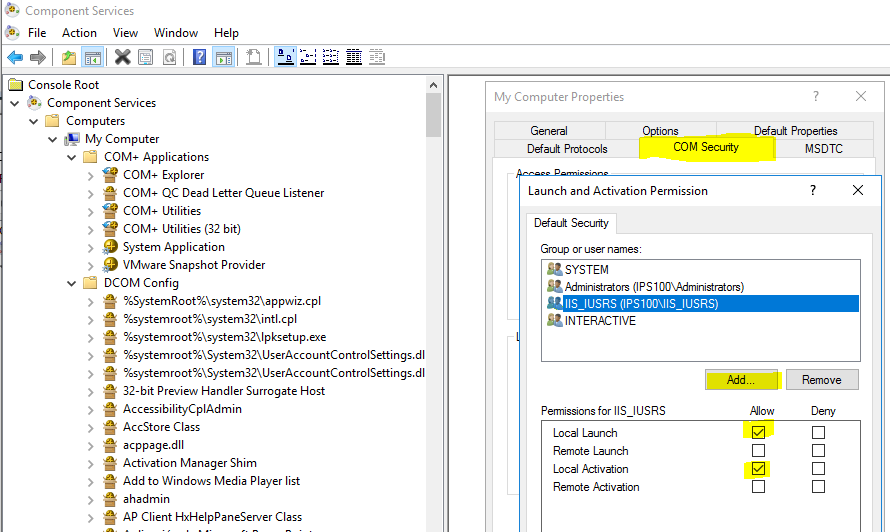 Component Services
File Action View Window Help
Console Root
Component Services
Computers
My Computer
COM+ Applications
COM+ Explorer
COM+ QC Dead Letter Queue Listener
COM+ Utilities
COM+ Utilities (32 bit)
System Application
VMware Snapshot Provider
DCOM Config
%SystemRoot%\system32\appwiz.cpl
%systemroot%\system32\intl.cpl
%systemroot%\system32\lpksetup.exe
%systemroot%\System32\UserAccountControlSettings.dl
%systemroot%\System32\UserAccountControlSettings.dl
32-bit Preview Handler Surrogate Host
AccessibilityCplAdmin
AccStore Class
acppage.dll
Activation Manager Shim
Add to Windows Media Player list
ahadmin
AP Client HxHelpPaneServer Class
My Computer Properties
General Options Default Properties
Default Protocols COM Security MSDTC
Access Permissions
Launch and Activation Permission
Default Security
Group or user names:
SYSTEM
Administrators (IPS100\Administrators)
IIS_IUSRS (IPS100\IIS_IUSRS)
INTERACTIVE
Add... Remove
Permissions for IIS_IUSRS Allow Deny
Local Launch
Remote Launch
Local Activation
Remote Activation